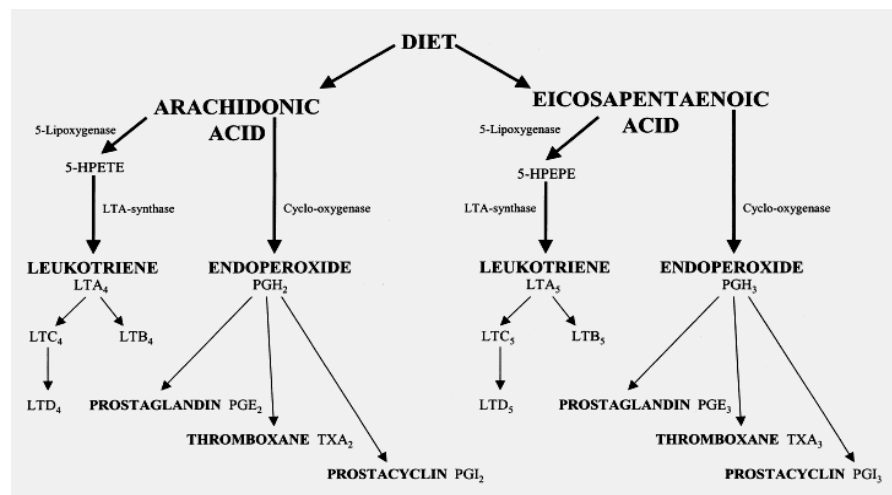 DIET
ARACHIDONIC
ACID
EICOSAPENTAENOIC
ACID
5-Lipoxygenase
5-Lipoxygenase
5-HPETE
5-HPEPE
LTA-synthase
Cyclo-oxygenase
LTA-synthase
Cyclo-oxygenase
LEUKOTRIENE
LTA₄
ENDOPEROXIDE
PGH₂
LEUKOTRIENE
LTA₅
ENDOPEROXIDE
PGH₃
LTC₄
LTB₄
LTC₅
LTB₅
LTD₄
PROSTAGLANDIN PGE₂
LTD₅
PROSTAGLANDIN PGE₃
THROMBOXANE TXA₂
THROMBOXANE TXA₃
PROSTACYCLIN PGI₂
PROSTACYCLIN PGI₃